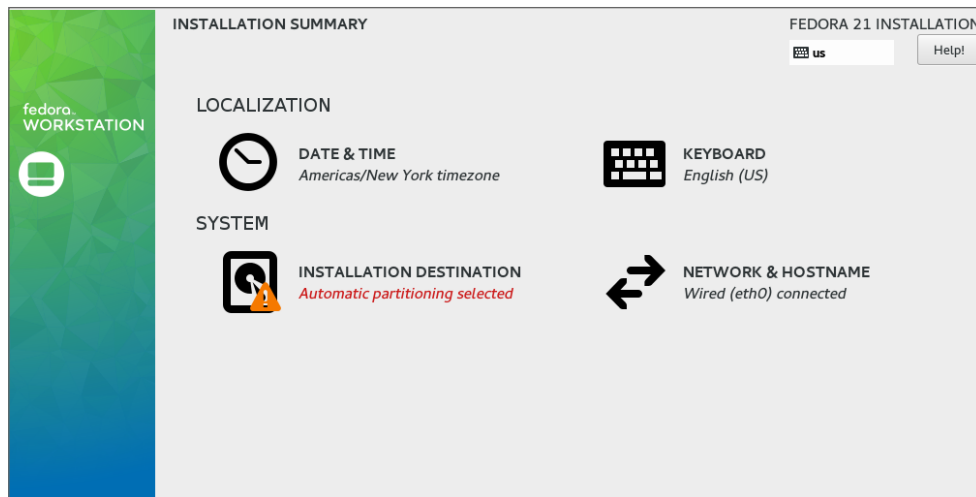 INSTALLATION SUMMARY
FEDORA 21 INSTALLATION
us
Help!
fedora
WORKSTATION
LOCALIZATION
DATE & TIME
Americas/New York timezone
KEYBOARD
English (US)
SYSTEM
INSTALLATION DESTINATION
Automatic partitioning selected
NETWORK & HOSTNAME
Wired (eth0) connected